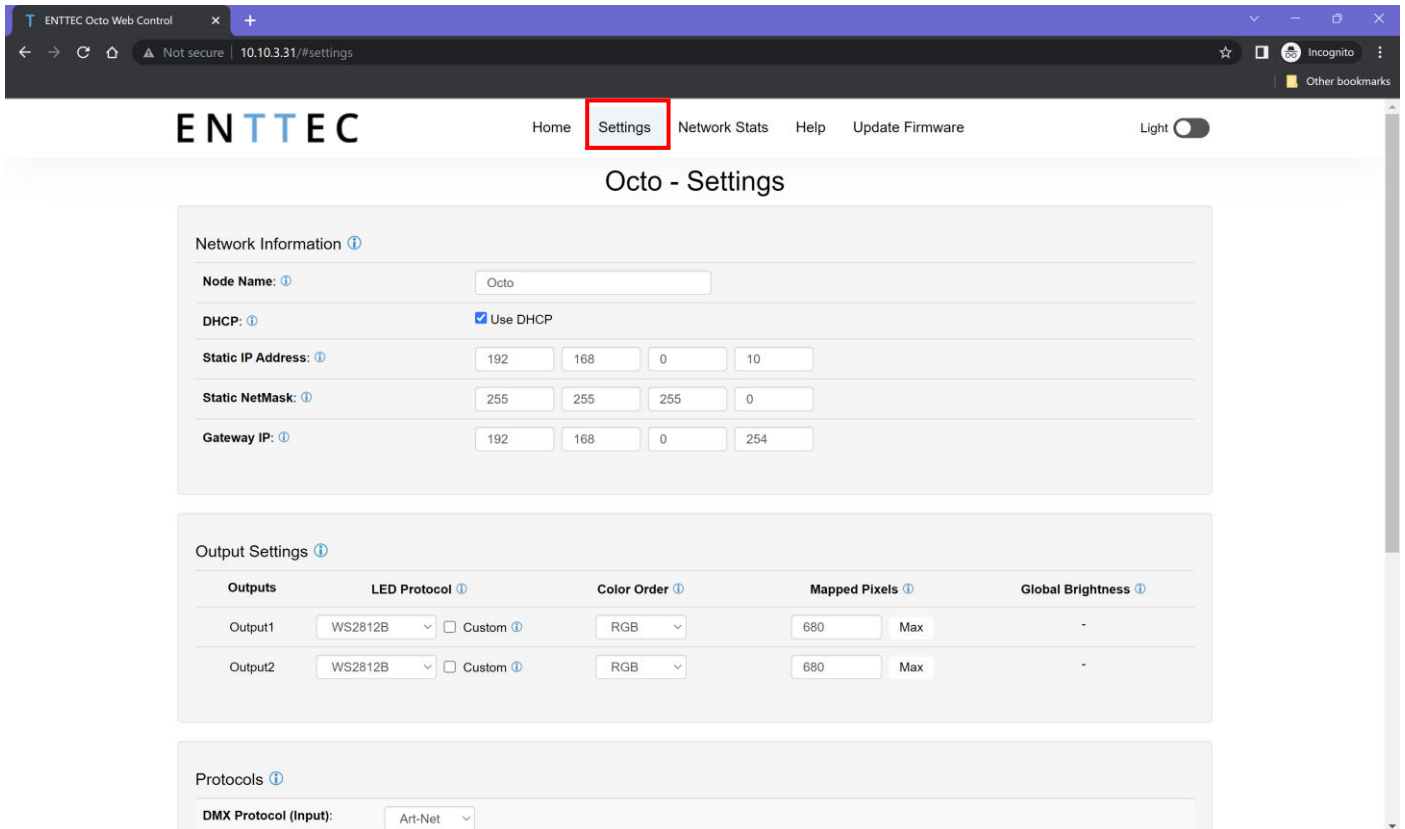 ENTTEC Octo Web Control
Not secure | 10.10.3.31/#settings
Incognito
Other bookmarks
ENTTEC Home Settings Network Stats Help Update Firmware Light
Octo - Settings
Network Information
Node Name: Octo
DHCP: Use DHCP
Static IP Address: 192 168 0 10
Static NetMask: 255 255 255 0
Gateway IP: 192 168 0 254
Output Settings
Outputs LED Protocol Color Order Mapped Pixels Global Brightness
Output1 WS2812B Custom RGB 680 Max -
Output2 WS2812B Custom RGB 680 Max -
Protocols
DMX Protocol (Input): Art-Net